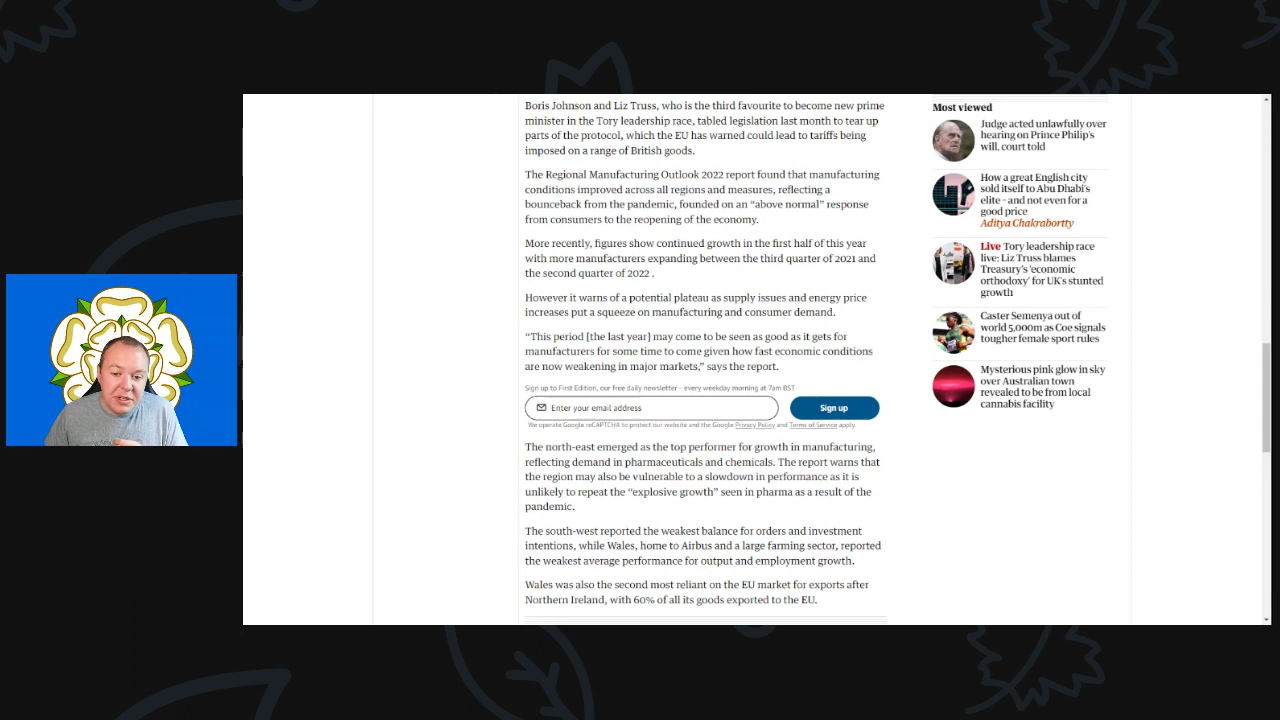 Boris Johnson and Liz Truss, who is the third favourite to become new prime
minister in the Tory leadership race, tabled legislation last month to tear up
parts of the protocol, which the EU has warned could lead to tariffs being
imposed on a range of British goods.
The Regional Manufacturing Outlook 2022 report found that manufacturing
conditions improved across all regions and measures, reflecting a
bounceback from the pandemic, founded on an “above normal” response
from consumers to the reopening of the economy.
More recently, figures show continued growth in the first half of this year
with more manufacturers expanding between the third quarter of 2021 and
the second quarter of 2022 .
However it warns of a potential plateau as supply issues and energy price
increases put a squeeze on manufacturing and consumer demand.
“This period [the last year] may come to be seen as good as it gets for
manufacturers for some time to come given how fast economic conditions
are now weakening in major markets,” says the report.
Sign up to First Edition, our free daily newsletter – every weekday morning at 7am BST
Enter your email address
Sign up
We operate Google reCAPTCHA to protect our website and the Google Privacy Policy and Terms of Service apply.
The north-east emerged as the top performer for growth in manufacturing,
reflecting demand in pharmaceuticals and chemicals. The report warns that
the region may also be vulnerable to a slowdown in performance as it is
unlikely to repeat the “explosive growth” seen in pharma as a result of the
pandemic.
The south-west reported the weakest balance for orders and investment
intentions, while Wales, home to Airbus and a large farming sector, reported
the weakest average performance for output and employment growth.
Wales was also the second most reliant on the EU market for exports after
Northern Ireland, with 60% of all its goods exported to the EU.
Most viewed
Judge acted unlawfully over
hearing on Prince Philip's
will, court told
How a great English city
sold itself to Abu Dhabi's
elite – and not even for a
good price
Aditya Chakrabortty
Live Tory leadership race
live: Liz Truss blames
Treasury's 'economic
orthodoxy' for UK's stunted
growth
Caster Semenya out of
world 5,000m as Coe signals
tougher female sport rules
Mysterious pink glow in sky
over Australian town
revealed to be from local
cannabis facility